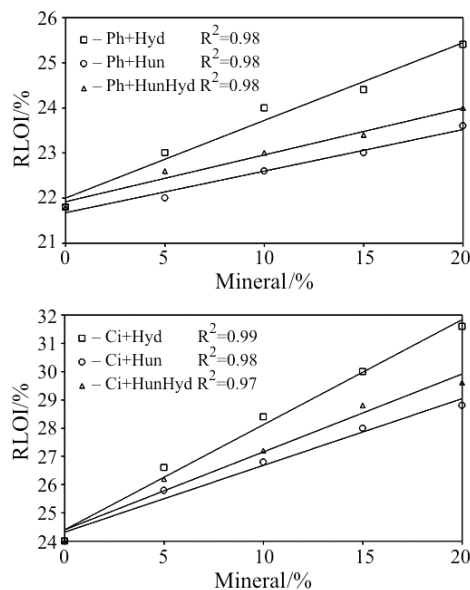 26
25
24
23
22
21
RLOI/%
– Ph+Hyd R²=0.98
– Ph+Hun R²=0.98
– Ph+HunHyd R²=0.98
0 5 10 15 20
Mineral/%
32
31
30
29
28
27
26
25
24
RLOI/%
– Ci+Hyd R²=0.99
– Ci+Hun R²=0.98
– Ci+HunHyd R²=0.97
0 5 10 15 20
Mineral/%